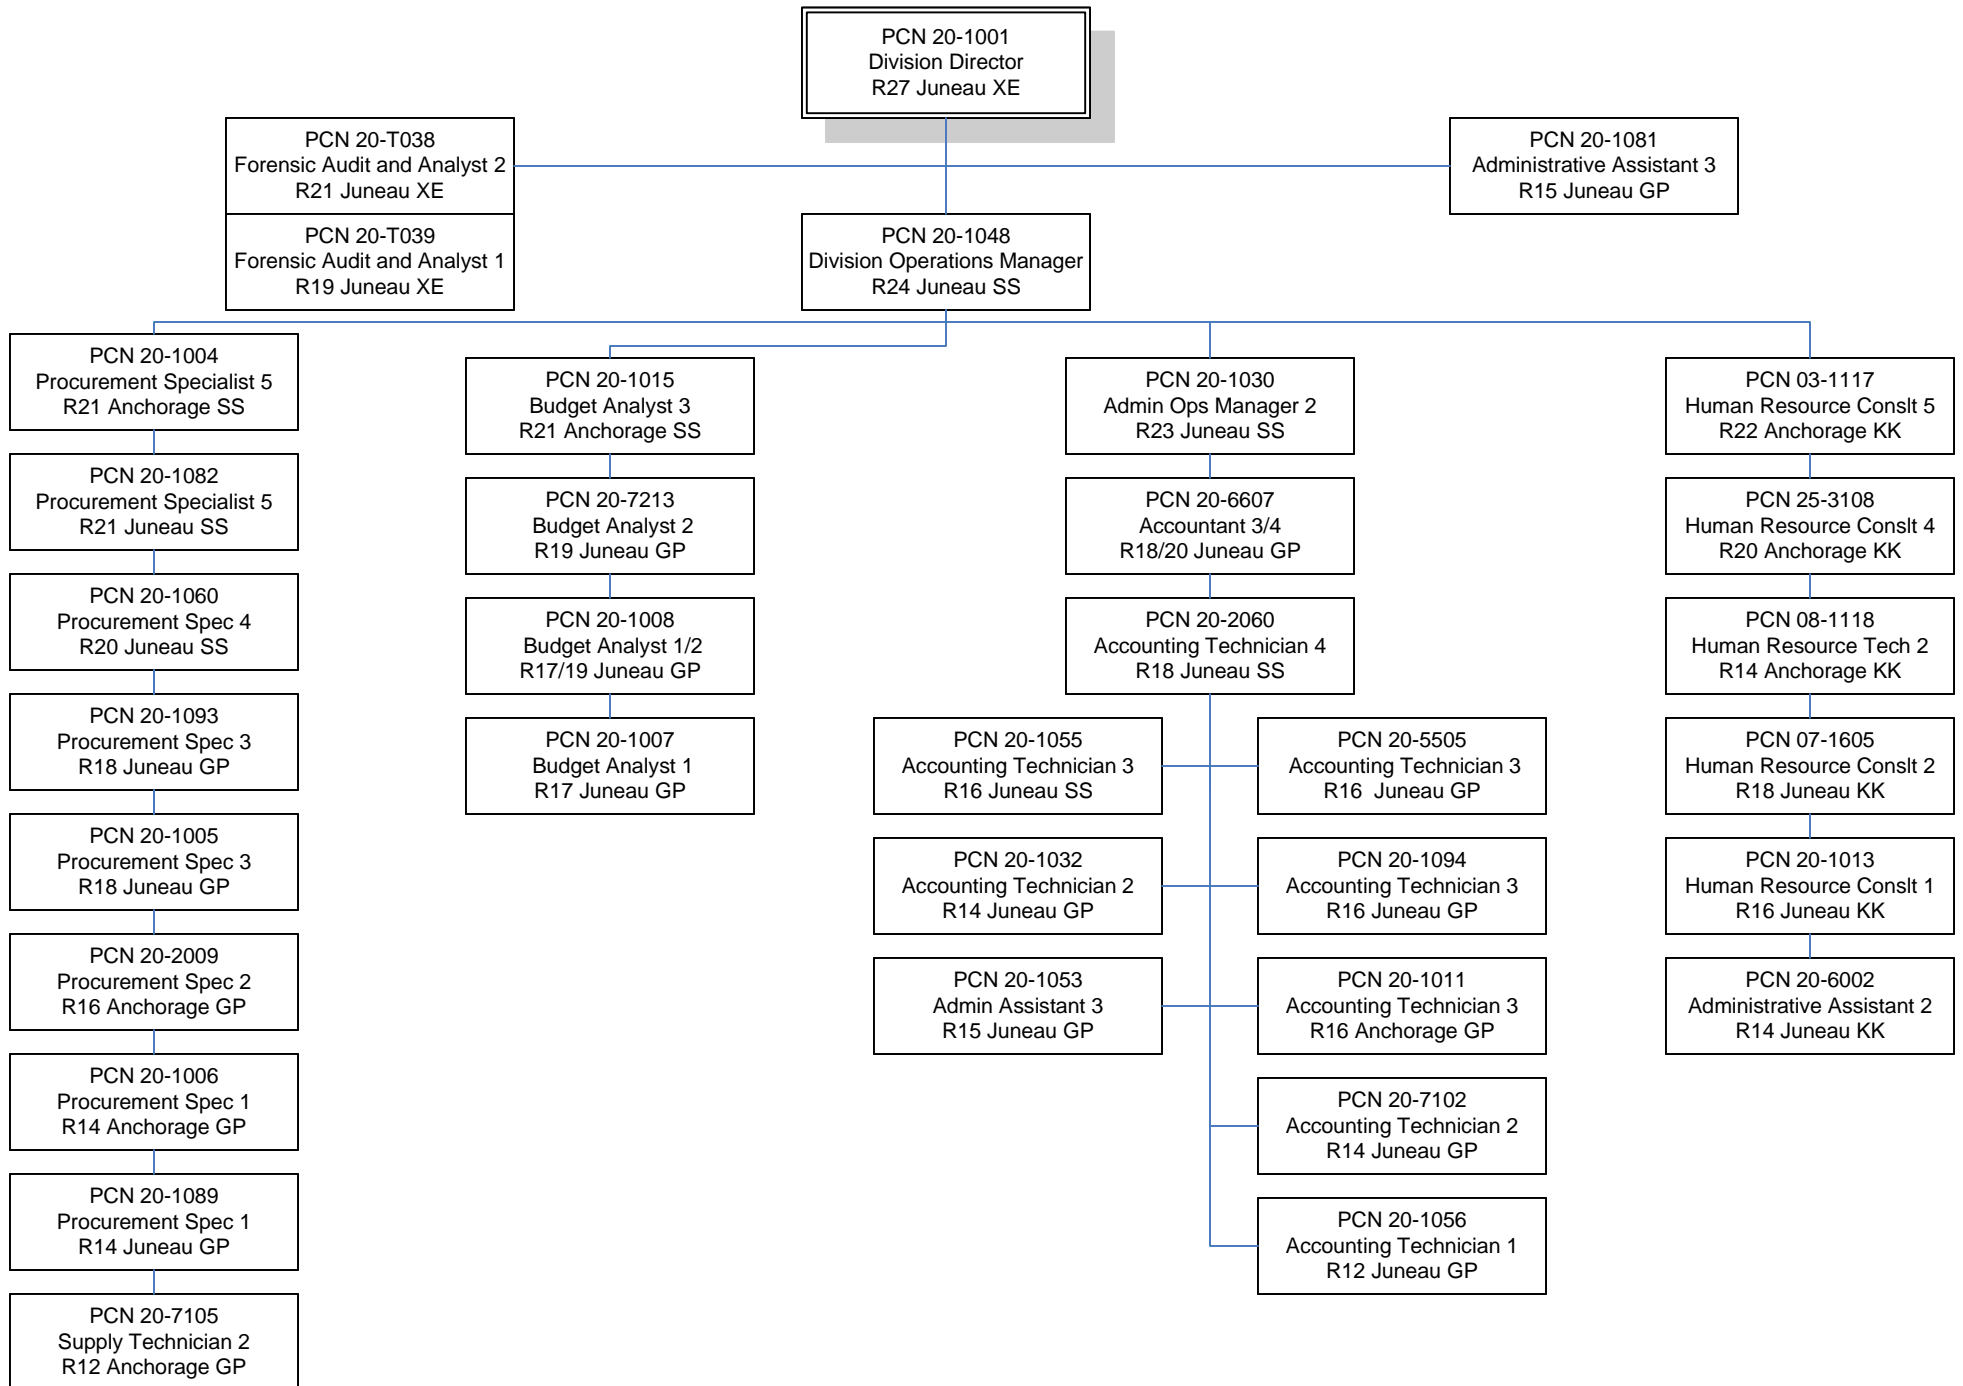 PCN 20-1001
Division Director
R27 Juneau XE
PCN 20-T038
Forensic Audit and Analyst 2
R21 Juneau XE
PCN 20-1081
Administrative Assistant 3
R15 Juneau GP
PCN 20-T039
Forensic Audit and Analyst 1
R19 Juneau XE
PCN 20-1048
Division Operations Manager
R24 Juneau SS
PCN 20-1004
Procurement Specialist 5
R21 Anchorage SS
PCN 20-1082
Procurement Specialist 5
R21 Juneau SS
PCN 20-1060
Procurement Spec 4
R20 Juneau SS
PCN 20-1093
Procurement Spec 3
R18 Juneau GP
PCN 20-1005
Procurement Spec 3
R18 Juneau GP
PCN 20-2009
Procurement Spec 2
R16 Anchorage GP
PCN 20-1006
Procurement Spec 1
R14 Anchorage GP
PCN 20-1089
Procurement Spec 1
R14 Juneau GP
PCN 20-7105
Supply Technician 2
R12 Anchorage GP
PCN 20-1015
Budget Analyst 3
R21 Anchorage SS
PCN 20-7213
Budget Analyst 2
R19 Juneau GP
PCN 20-1008
Budget Analyst 1/2
R17/19 Juneau GP
PCN 20-1007
Budget Analyst 1
R17 Juneau GP
PCN 20-1030
Admin Ops Manager 2
R23 Juneau SS
PCN 20-6607
Accountant 3/4
R18/20 Juneau GP
PCN 20-2060
Accounting Technician 4
R18 Juneau SS
PCN 20-1055
Accounting Technician 3
R16 Juneau SS
PCN 20-5505
Accounting Technician 3
R16  Juneau GP
PCN 20-1032
Accounting Technician 2
R14 Juneau GP
PCN 20-1094
Accounting Technician 3
R16 Juneau GP
PCN 20-1053
Admin Assistant 3
R15 Juneau GP
PCN 20-1011
Accounting Technician 3
R16 Anchorage GP
PCN 20-7102
Accounting Technician 2
R14 Juneau GP
PCN 20-1056
Accounting Technician 1
R12 Juneau GP
PCN 03-1117
Human Resource Conslt 5
R22 Anchorage KK
PCN 25-3108
Human Resource Conslt 4
R20 Anchorage KK
PCN 08-1118
Human Resource Tech 2
R14 Anchorage KK
PCN 07-1605
Human Resource Conslt 2
R18 Juneau KK
PCN 20-1013
Human Resource Conslt 1
R16 Juneau KK
PCN 20-6002
Administrative Assistant 2
R14 Juneau KK